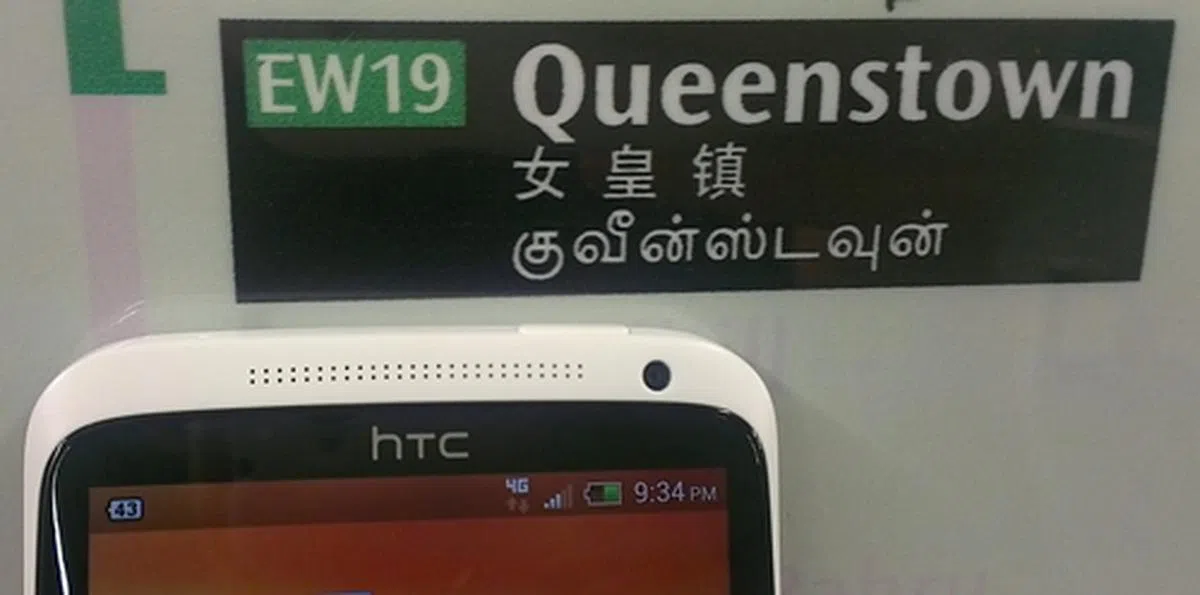 EW19 Queenstown
女皇镇
குவீன்ஸ்டவுன்
hTC
43 4G 9:34 PM